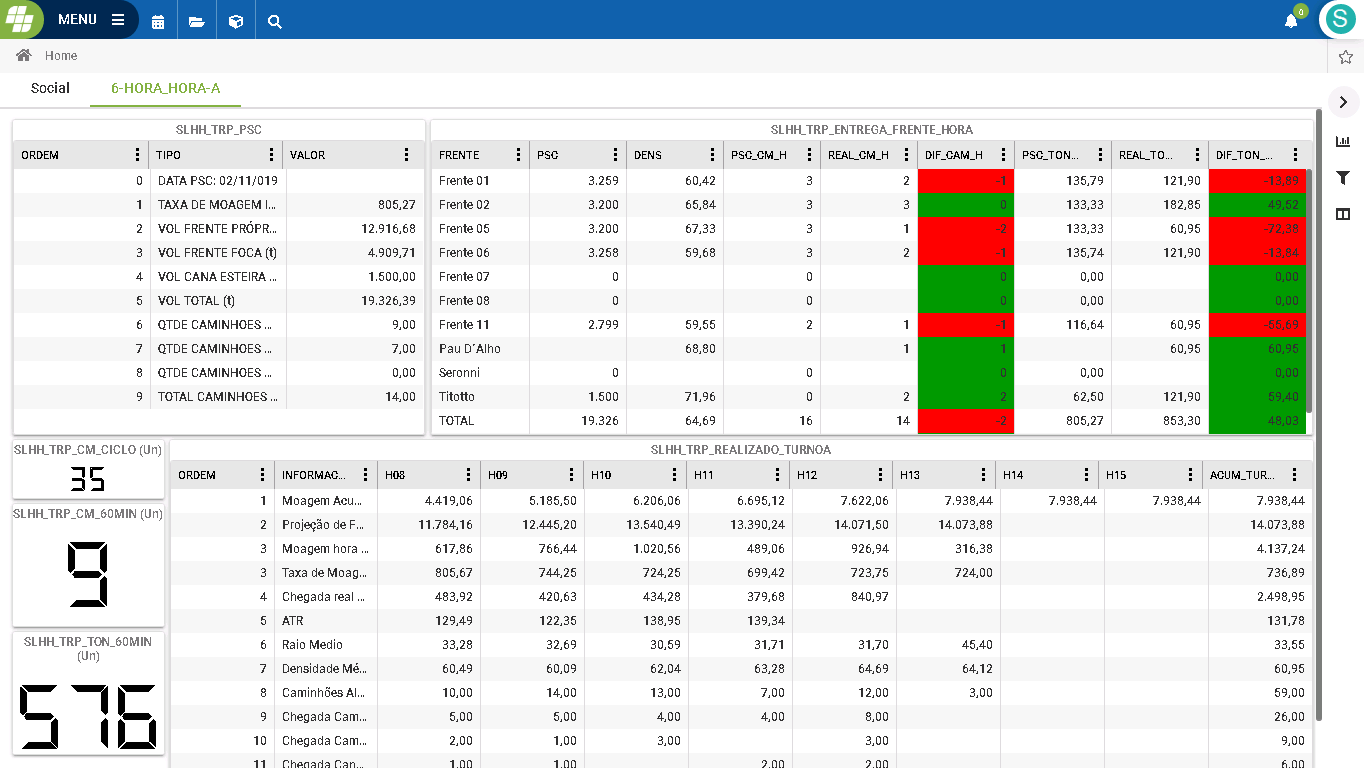 MENU
0
S
Home
Social 6-HORA_HORA-A
SLHH_TRP_PSC
ORDEM TIPO VALOR
0 DATA PSC: 02/11/019
1 TAXA DE MOAGEM I... 805,27
2 VOL FRENTE PRÓPR... 12.916,68
3 VOL FRENTE FOCA (t) 4.909,71
4 VOL CANA ESTEIRA ... 1.500,00
5 VOL TOTAL (t) 19.326,39
6 QTDE CAMINHOES ... 9,00
7 QTDE CAMINHOES ... 7,00
8 QTDE CAMINHOES ... 0,00
9 TOTAL CAMINHOES ... 14,00
SLHH_TRP_ENTREGA_FRENTE_HORA
FRENTE PSC DENS PSC_CM_H REAL_CM_H DIF_CAM_H PSC_TON... REAL_TO... DIF_TON_...
Frente 01 3.259 60,42 3 2 -1 135,79 121,90 -13,89
Frente 02 3.200 65,84 3 3 0 133,33 182,85 49,52
Frente 05 3.200 67,33 3 1 -2 133,33 60,95 -72,38
Frente 06 3.258 59,68 3 2 -1 135,74 121,90 -13,84
Frente 07 0 0 0 0,00 0,00
Frente 08 0 0 0 0,00 0,00
Frente 11 2.799 59,55 2 1 -1 116,64 60,95 -55,69
Pau D´Alho 68,80 1 1 60,95 60,95
Seronni 0 0 0 0,00 0,00
Titotto 1.500 71,96 0 2 2 62,50 121,90 59,40
TOTAL 19.326 64,69 16 14 -2 805,27 853,30 48,03
SLHH_TRP_CM_CICLO (Un)
35
SLHH_TRP_CM_60MIN (Un)
9
SLHH_TRP_TON_60MIN
(Un)
576
SLHH_TRP_REALIZADO_TURNOA
ORDEM INFORMAC... H08 H09 H10 H11 H12 H13 H14 H15 ACUM_TUR...
1 Moagem Acu... 4.419,06 5.185,50 6.206,06 6.695,12 7.622,06 7.938,44 7.938,44 7.938,44 7.938,44
2 Projeção de F... 11.784,16 12.445,20 13.540,49 13.390,24 14.071,50 14.073,88 14.073,88
3 Moagem hora ... 617,86 766,44 1.020,56 489,06 926,94 316,38 4.137,24
3 Taxa de Moag... 805,67 744,25 724,25 699,42 723,75 724,00 736,89
4 Chegada real ... 483,92 420,63 434,28 379,68 840,97 2.498,95
5 ATR 129,49 122,35 138,95 139,34 131,78
6 Raio Medio 33,28 32,69 30,59 31,71 31,70 45,40 33,55
7 Densidade Mé... 60,49 60,09 62,04 63,28 64,69 64,12 60,95
8 Caminhões Al... 10,00 14,00 13,00 7,00 12,00 3,00 59,00
9 Chegada Cam... 5,00 5,00 4,00 4,00 8,00 26,00
10 Chegada Cam... 2,00 1,00 3,00 3,00 9,00
11 Chegada Can... 1,00 1,00 2,00 2,00 6,00